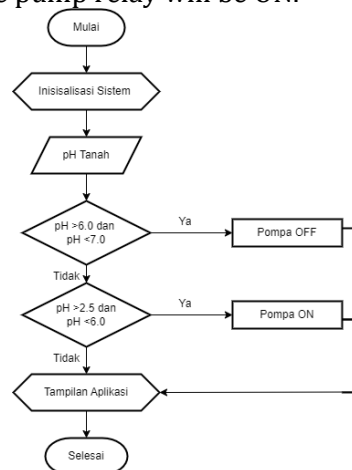 pump relay will be ON.
Mulai
Inisisalisasi Sistem
pH Tanah
pH >6.0 dan
pH <7.0
Ya
Pompa OFF
Tidak
pH >2.5 dan
pH <6.0
Ya
Pompa ON
Tidak
Tampilan Aplikasi
Selesai